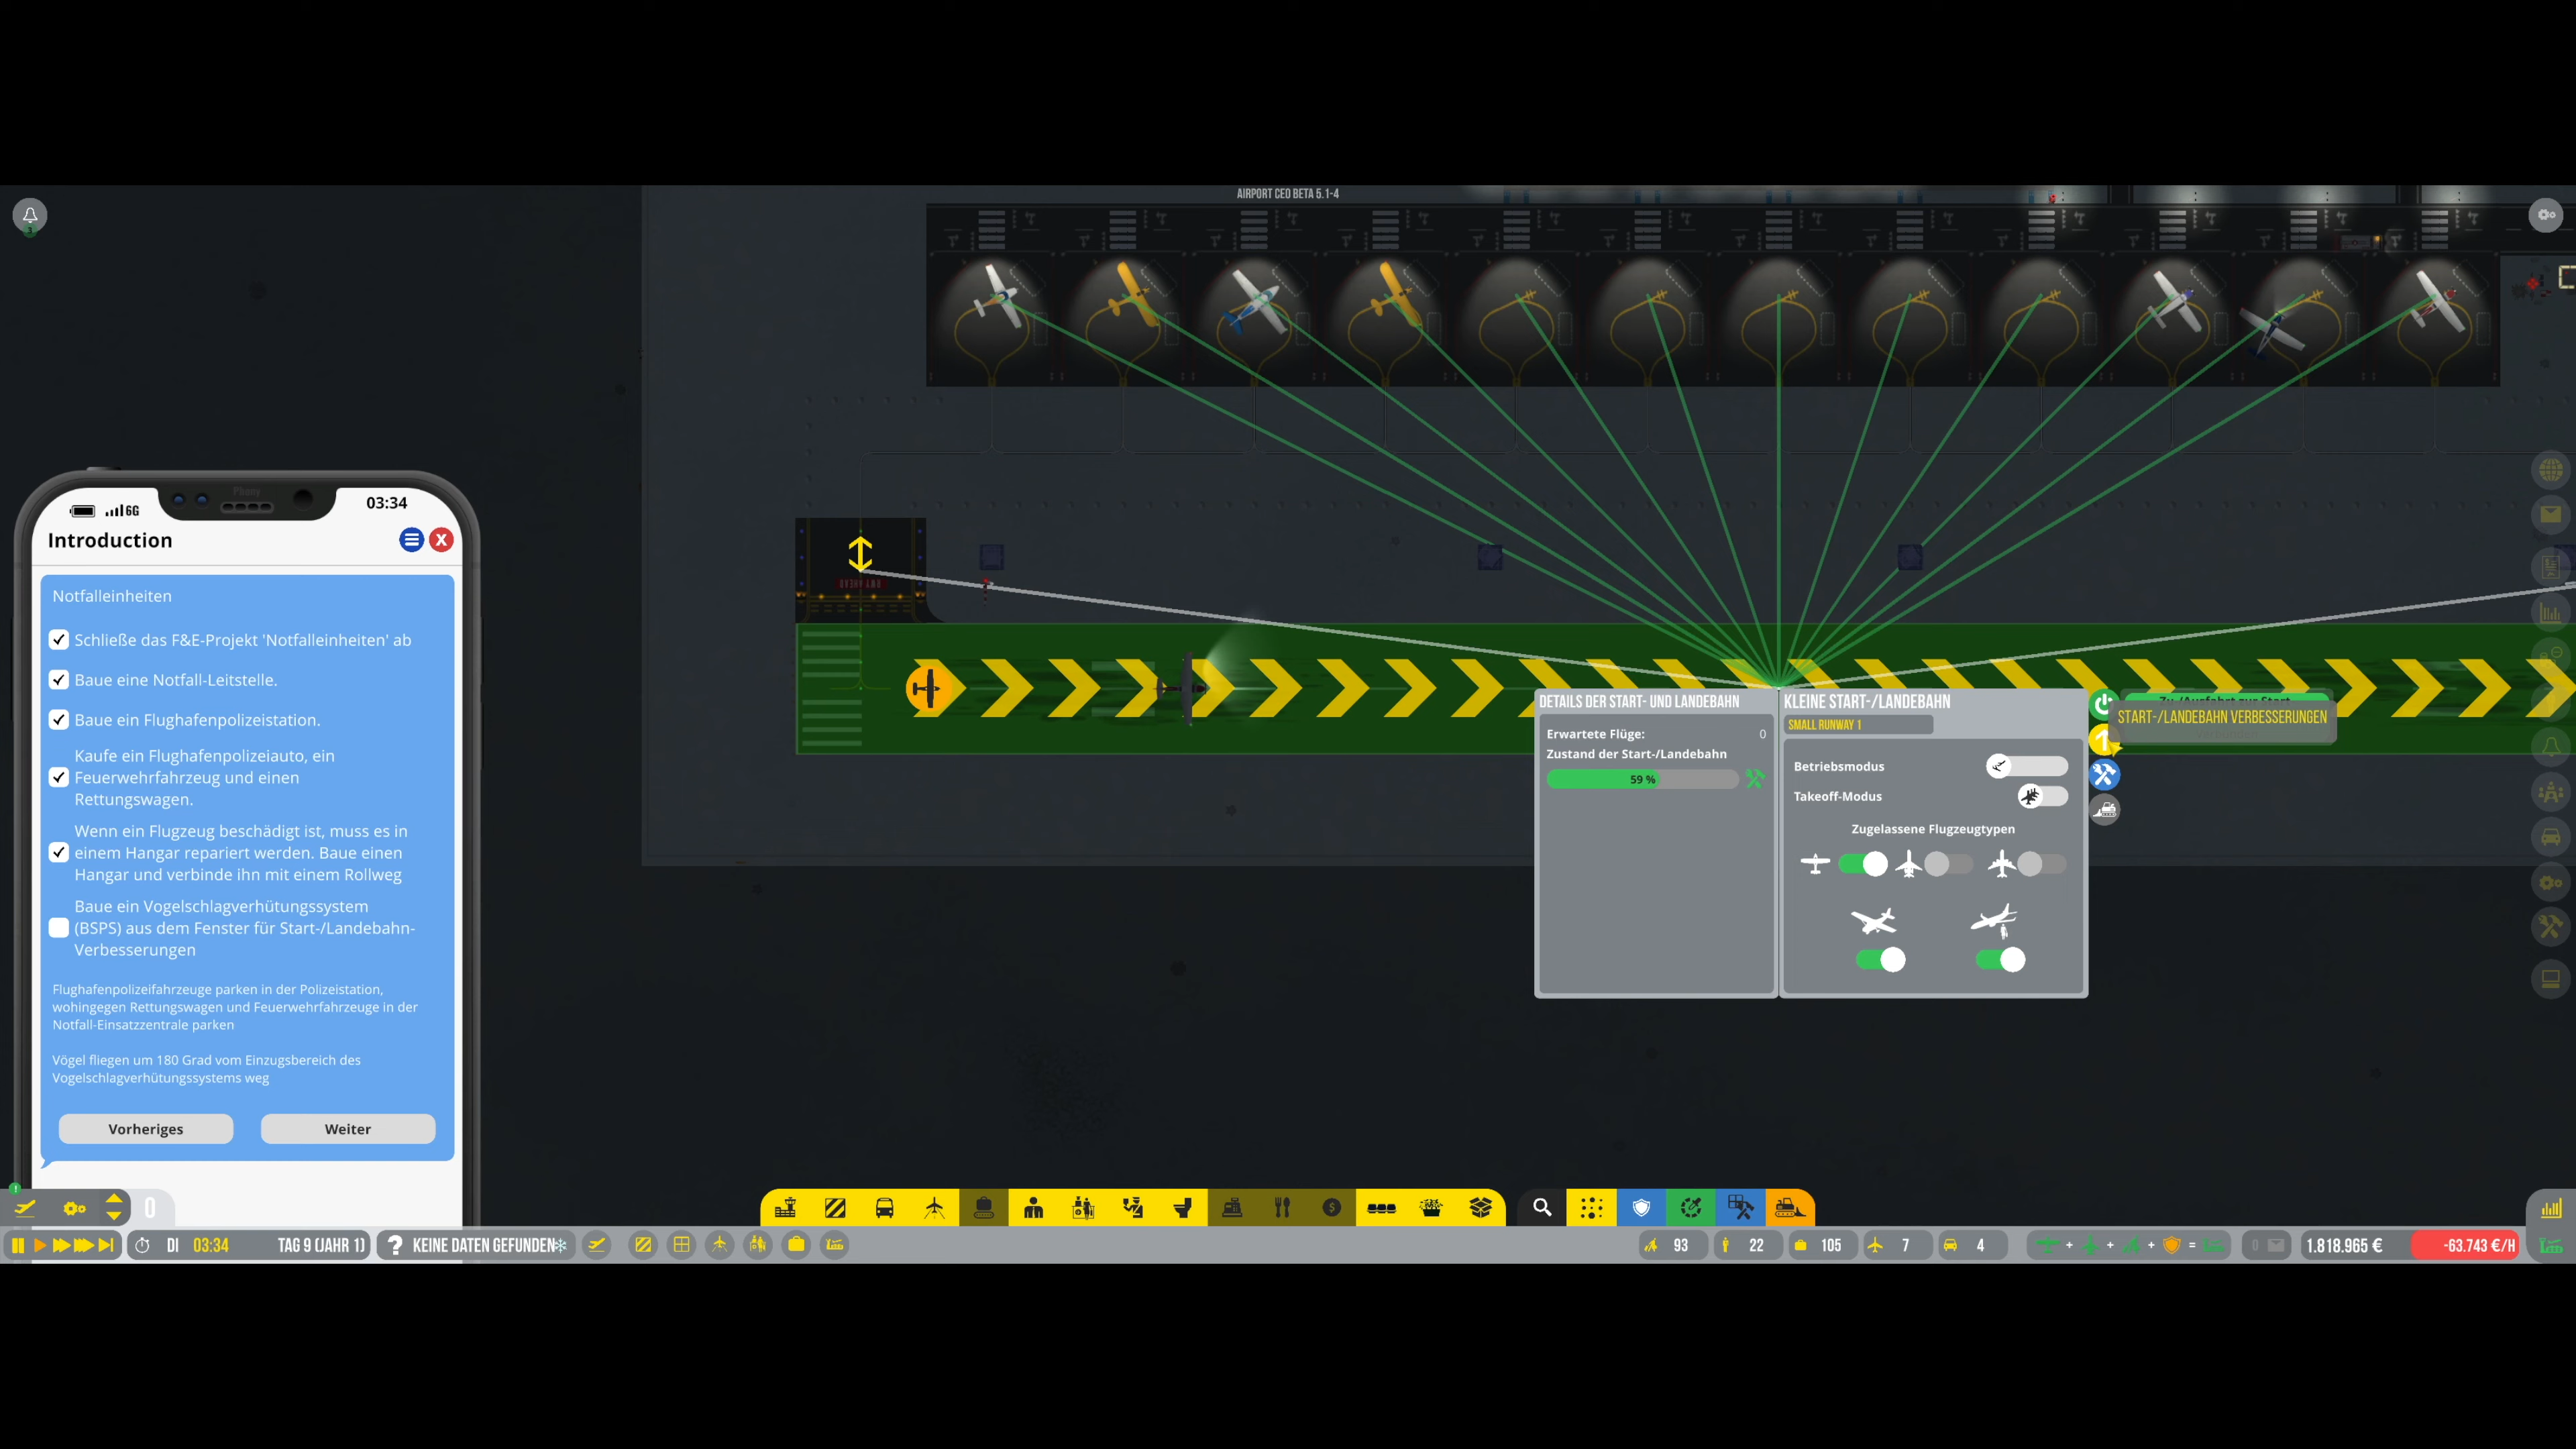 AIRPORT CEO BETA 5.1-4
3
Phony
6G
03:34
Introduction
Notfalleinheiten
Schließe das F&E-Projekt 'Notfalleinheiten' ab
Baue eine Notfall-Leitstelle.
Baue ein Flughafenpolizeistation.
Kaufe ein Flughafenpolizeiauto, ein
Feuerwehrfahrzeug und einen
Rettungswagen.
Wenn ein Flugzeug beschädigt ist, muss es in
einem Hangar repariert werden. Baue einen
Hangar und verbinde ihn mit einem Rollweg
Baue ein Vogelschlagverhütungssystem
(BSPS) aus dem Fenster für Start-/Landebahn-
Verbesserungen
Flughafenpolizeifahrzeuge parken in der Polizeistation,
wohingegen Rettungswagen und Feuerwehrfahrzeuge in der
Notfall-Einsatzzentrale parken
Vögel fliegen um 180 Grad vom Einzugsbereich des
Vogelschlagverhütungssystems weg
Vorheriges
Weiter
DETAILS DER START- UND LANDEBAHN
Erwartete Flüge: 0
Zustand der Start-/Landebahn
59 %
KLEINE START-/LANDEBAHN
SMALL RUNWAY 1
Betriebsmodus
Takeoff-Modus
Zugelassene Flugzeugtypen
START-/LANDEBAHN VERBESSERUNGEN
0
DI 03:34 TAG 9 (JAHR 1)
? KEINE DATEN GEFUNDEN
93
22
105
7
4
+ + + =
0
1.818.965 €
-63.743 €/H